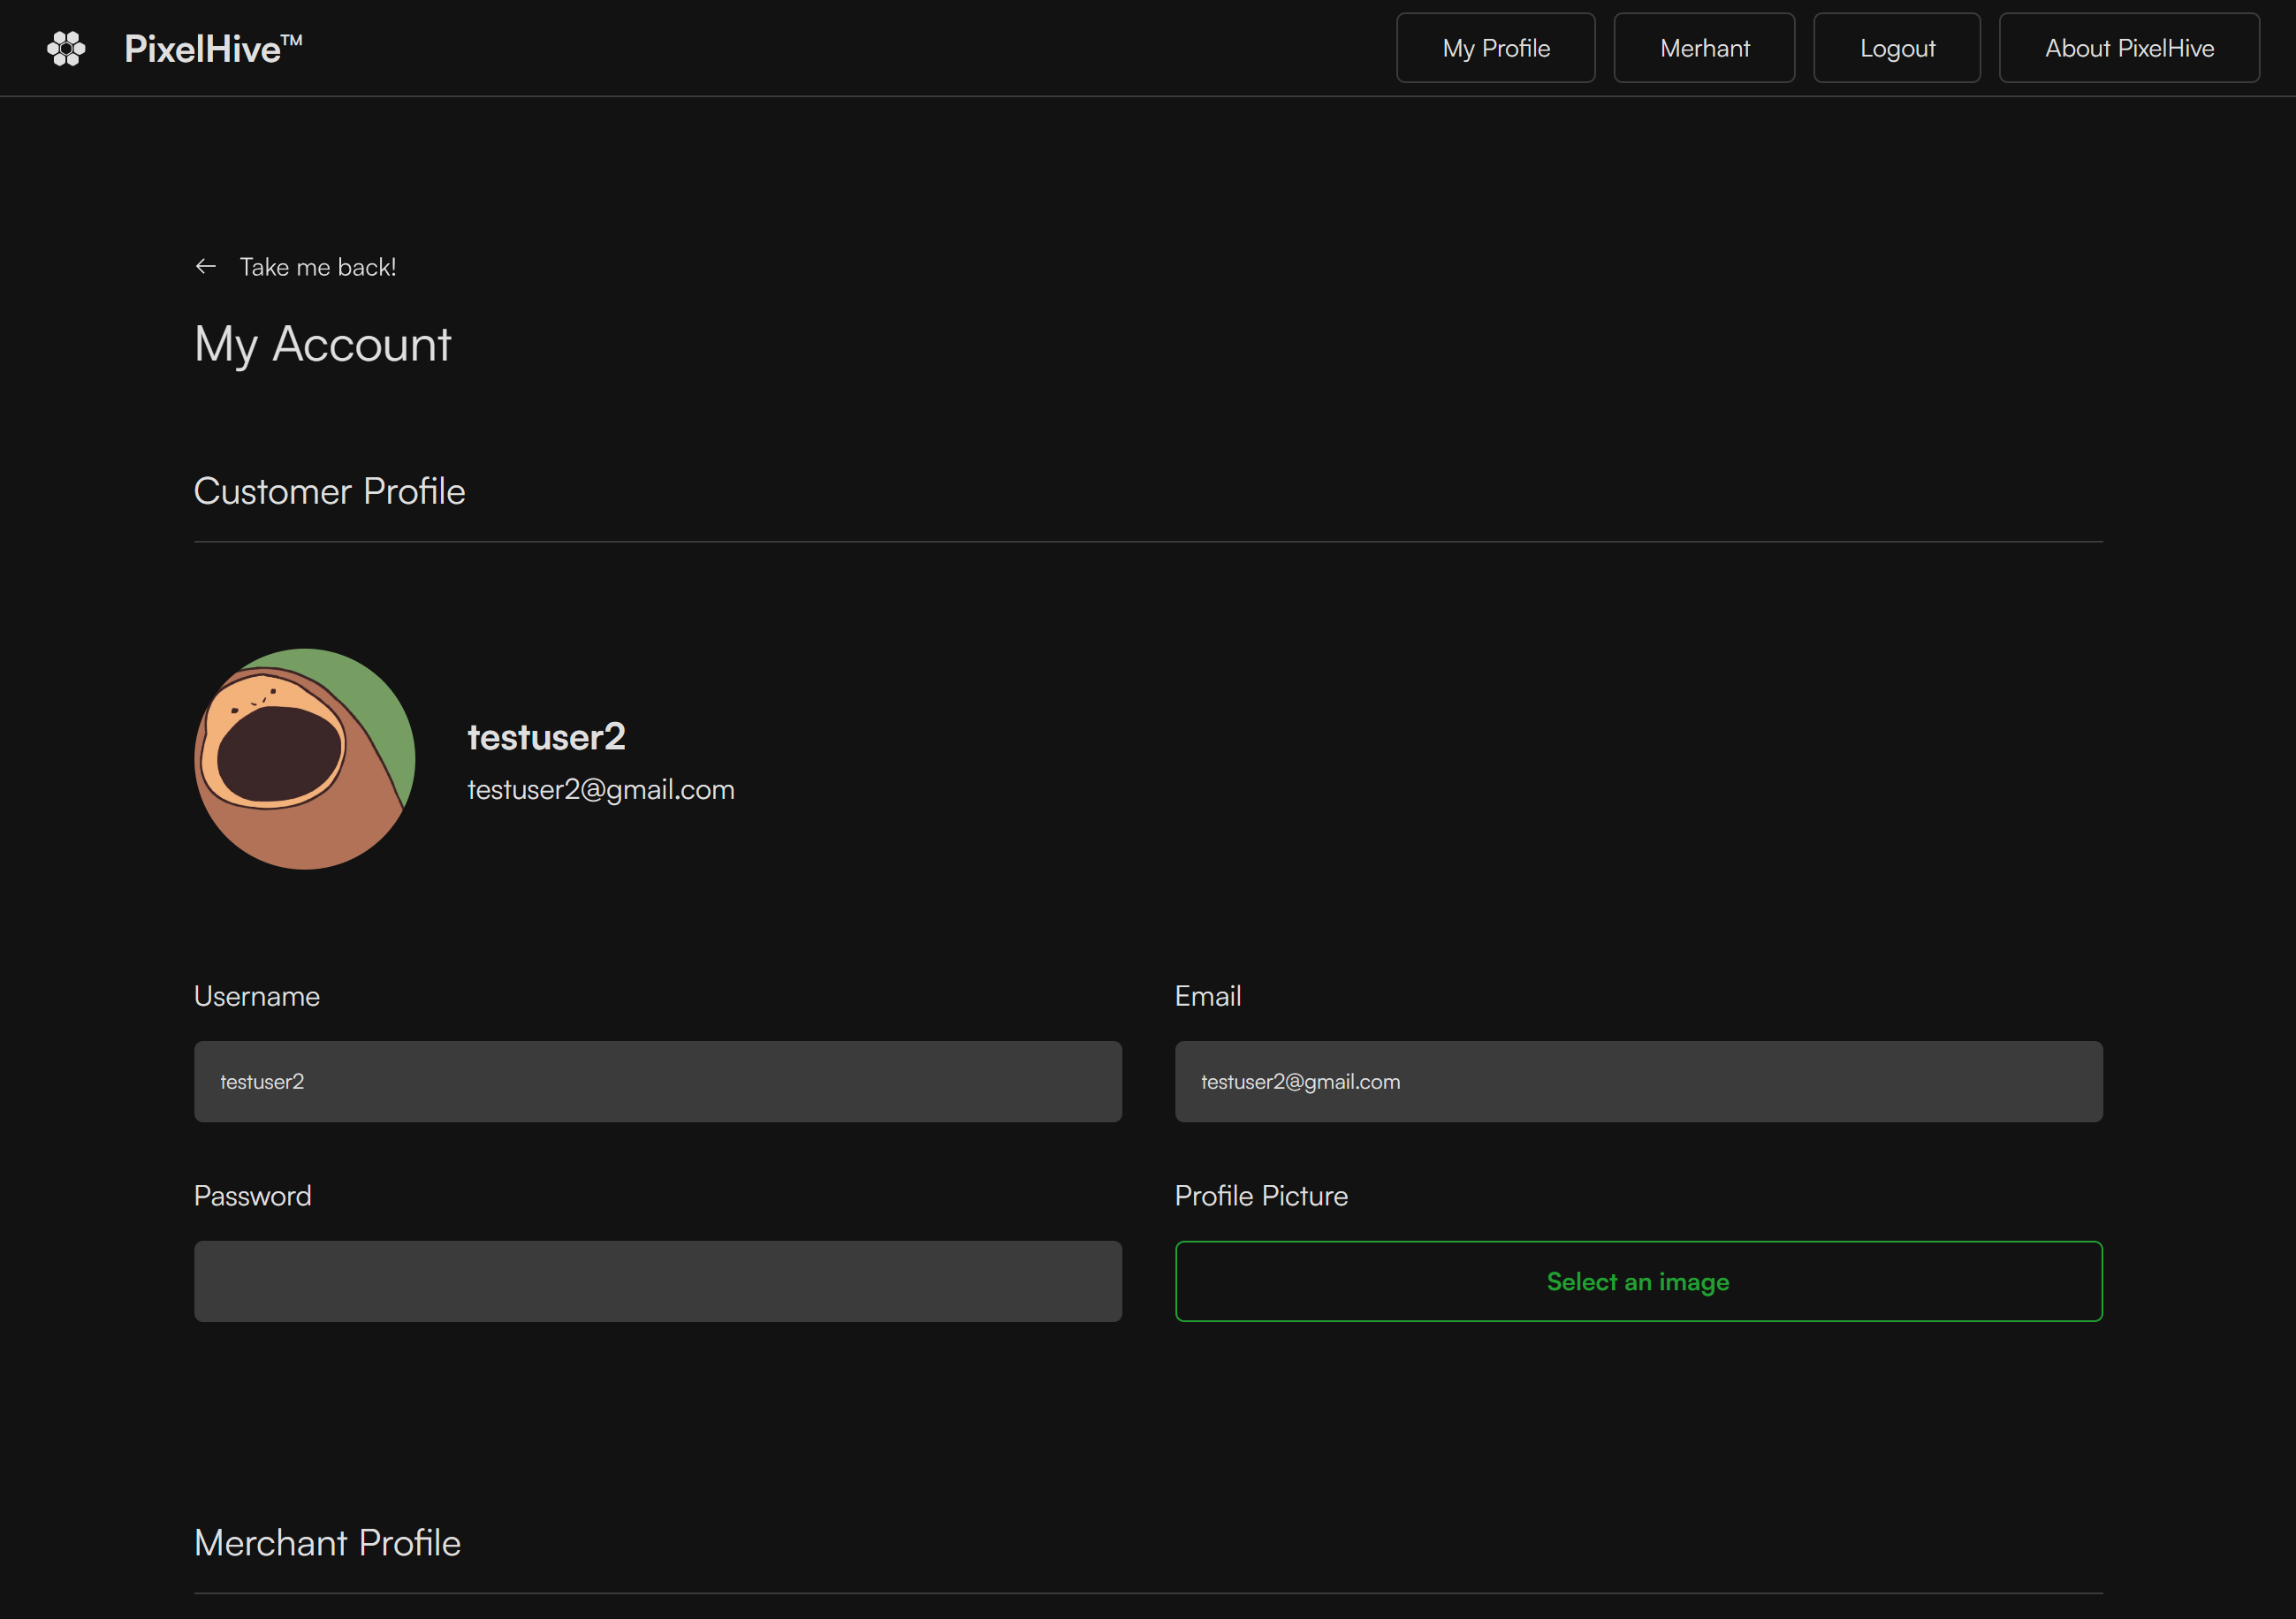 PixelHive™
My Profile
Merhant
Logout
About PixelHive
← Take me back!
My Account
Customer Profile
testuser2
testuser2@gmail.com
Username
Email
testuser2
testuser2@gmail.com
Password
Profile Picture
Select an image
Merchant Profile